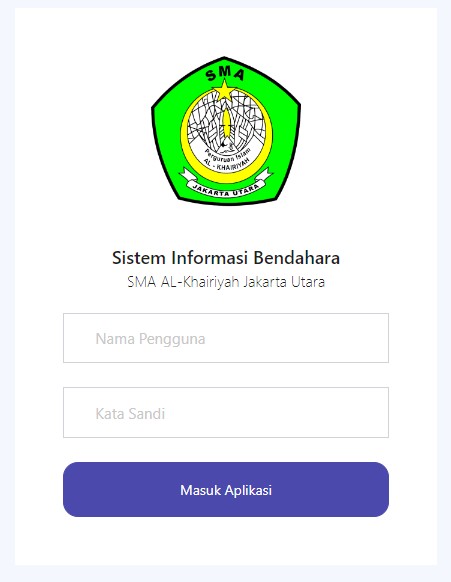 SMA
Perguruan Islam
AL - KHAIRIYAH
JAKARTA UTARA
Sistem Informasi Bendahara
SMA AL-Khairiyah Jakarta Utara
Nama Pengguna
Kata Sandi
Masuk Aplikasi